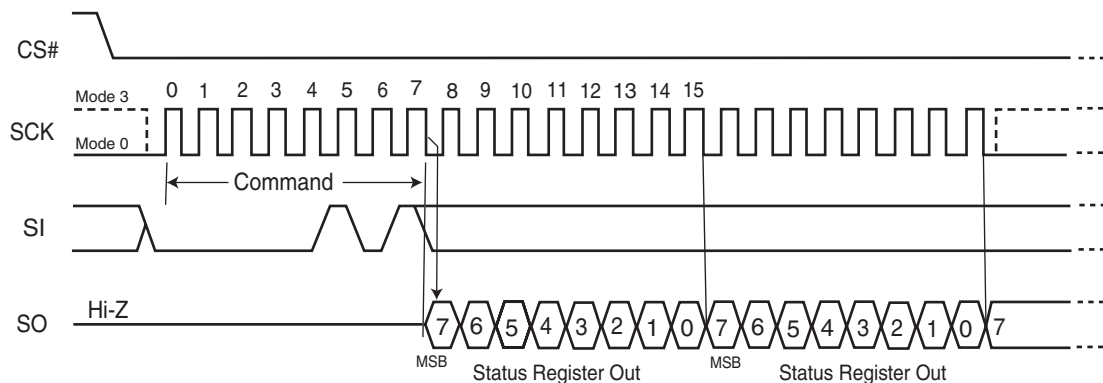 CS#
Mode 3
0 1 2 3 4 5 6 7 8 9 10 11 12 13 14 15
SCK
Mode 0
Command
SI
Hi-Z
SO
7 6 5 4 3 2 1 0 7 6 5 4 3 2 1 0 7
MSB Status Register Out MSB Status Register Out